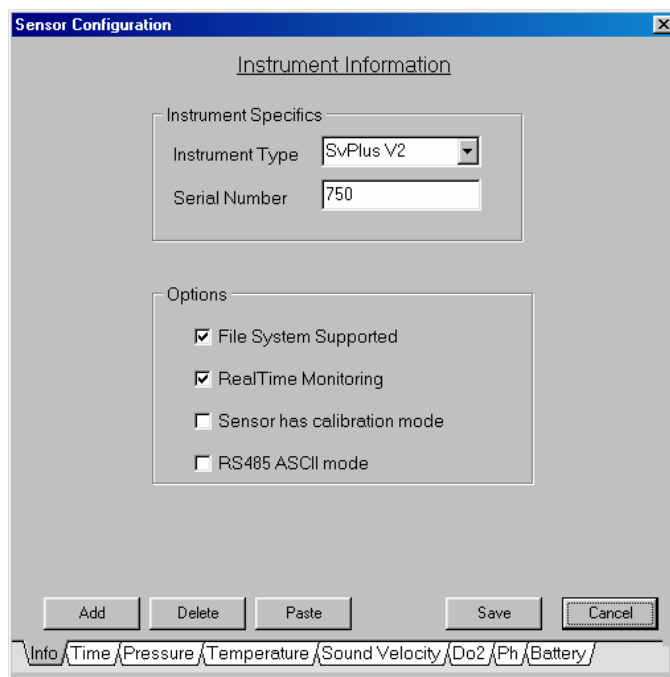 Sensor Configuration
Instrument Information
Instrument Specifics
Instrument Type SvPlus V2
Serial Number 750
Options
File System Supported
RealTime Monitoring
Sensor has calibration mode
RS485 ASCII mode
Add Delete Paste Save Cancel
Info Time Pressure Temperature Sound Velocity Do2 Ph Battery